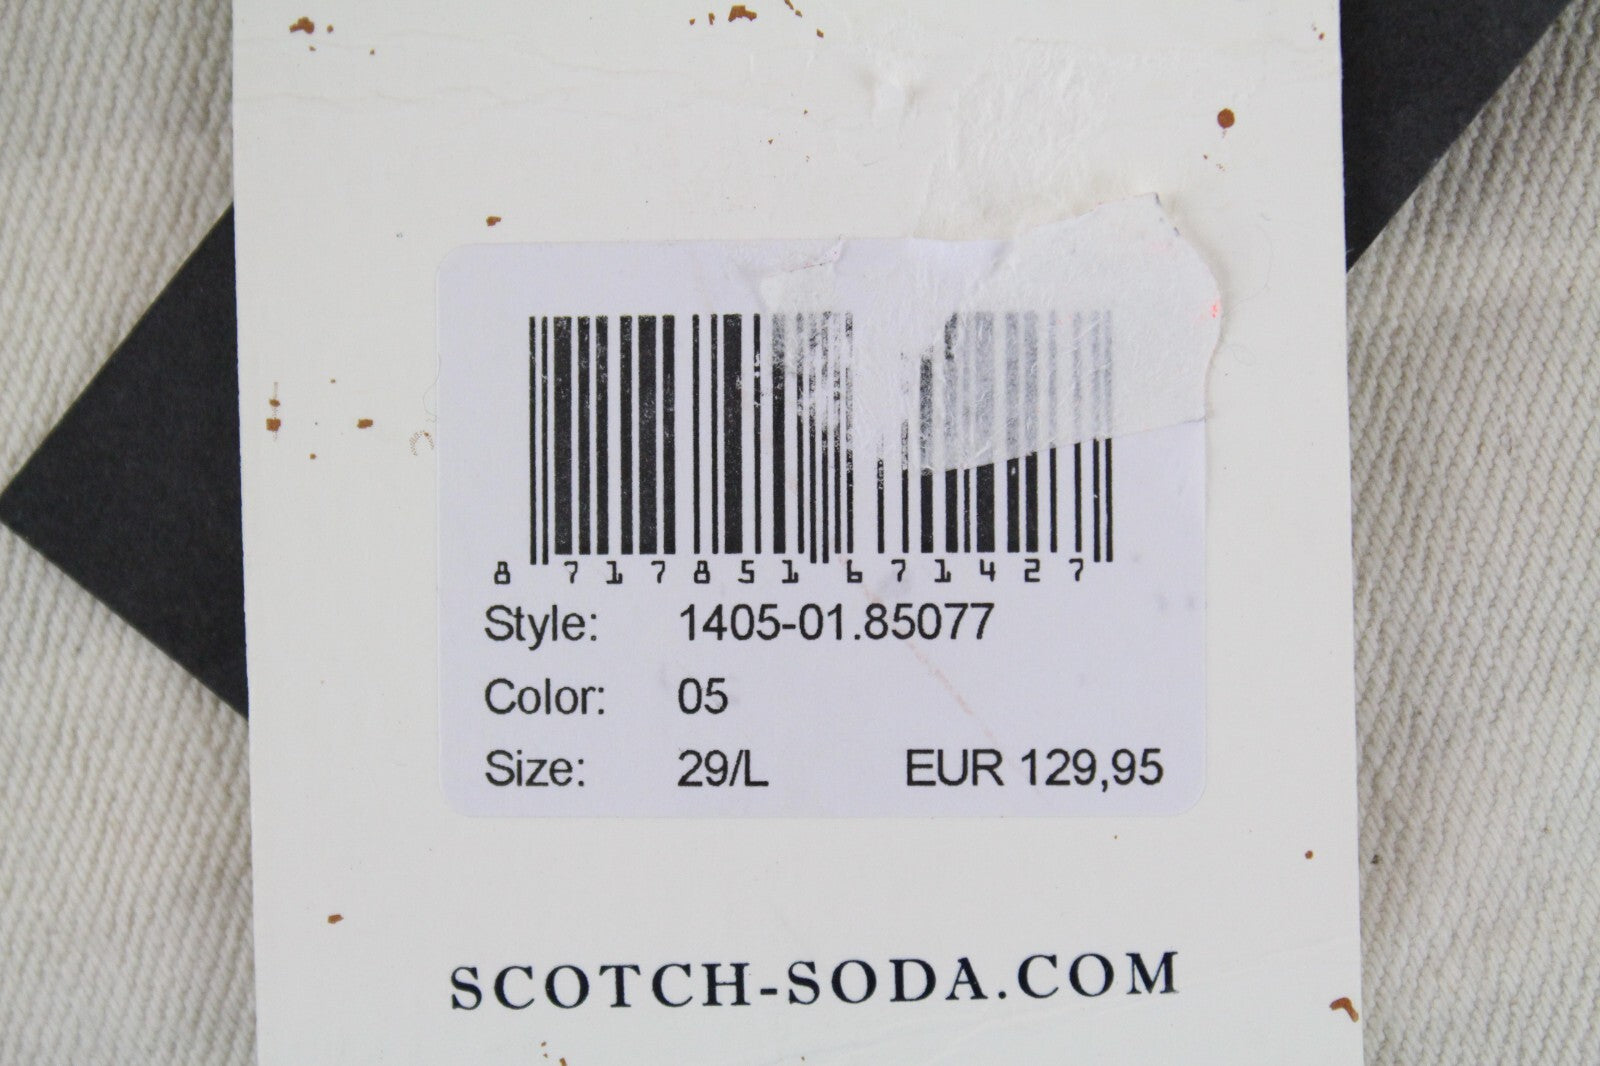 8 717851 671427
Style: 1405-01.85077
Color: 05
Size: 29/L EUR 129,95
SCOTCH-SODA.COM